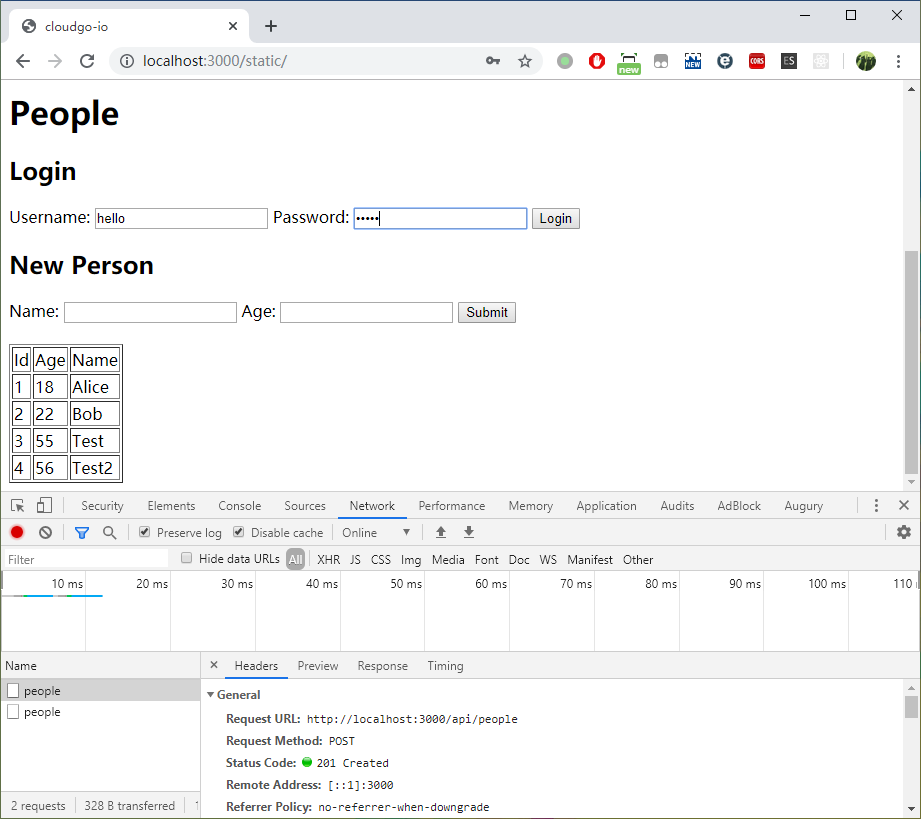 cloudgo-io
localhost:3000/static/
new
NEW
CORS
ES
People
Login
Username: hello Password: ••••• Login
New Person
Name: Age: Submit
Id Age Name
1 18 Alice
2 22 Bob
3 55 Test
4 56 Test2
Security Elements Console Sources Network Performance Memory Application Audits AdBlock Augury
Preserve log Disable cache Online
Filter Hide data URLs All XHR JS CSS Img Media Font Doc WS Manifest Other
10 ms 20 ms 30 ms 40 ms 50 ms 60 ms 70 ms 80 ms 90 ms 100 ms 110
Name Headers Preview Response Timing
people
people
General
Request URL: http://localhost:3000/api/people
Request Method: POST
Status Code: 201 Created
Remote Address: [::1]:3000
Referrer Policy: no-referrer-when-downgrade
2 requests 328 B transferred